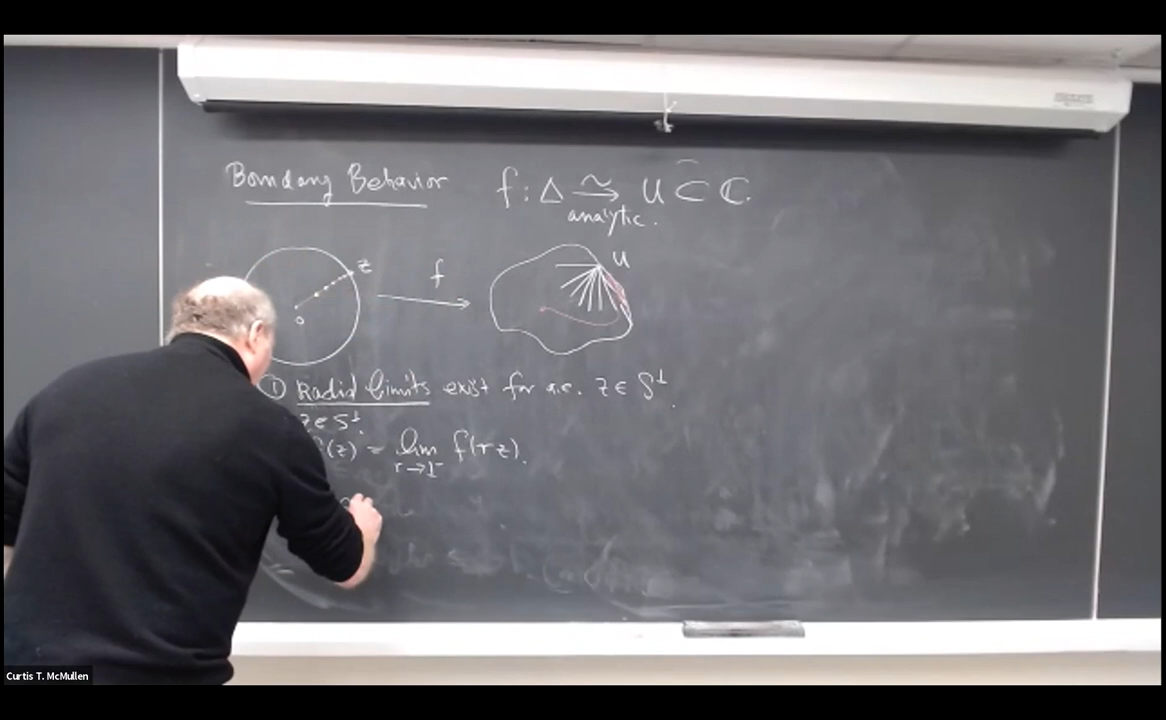 Boundary Behavior f : Δ ⥲ U ⊂ ℂ.
analytic.
z
f
U
0
① Radial limits exist for a.e. z ∈ S¹.
z ∈ S¹.
(z) = lim f(rz).
r→1⁻
Curtis T. McMullen